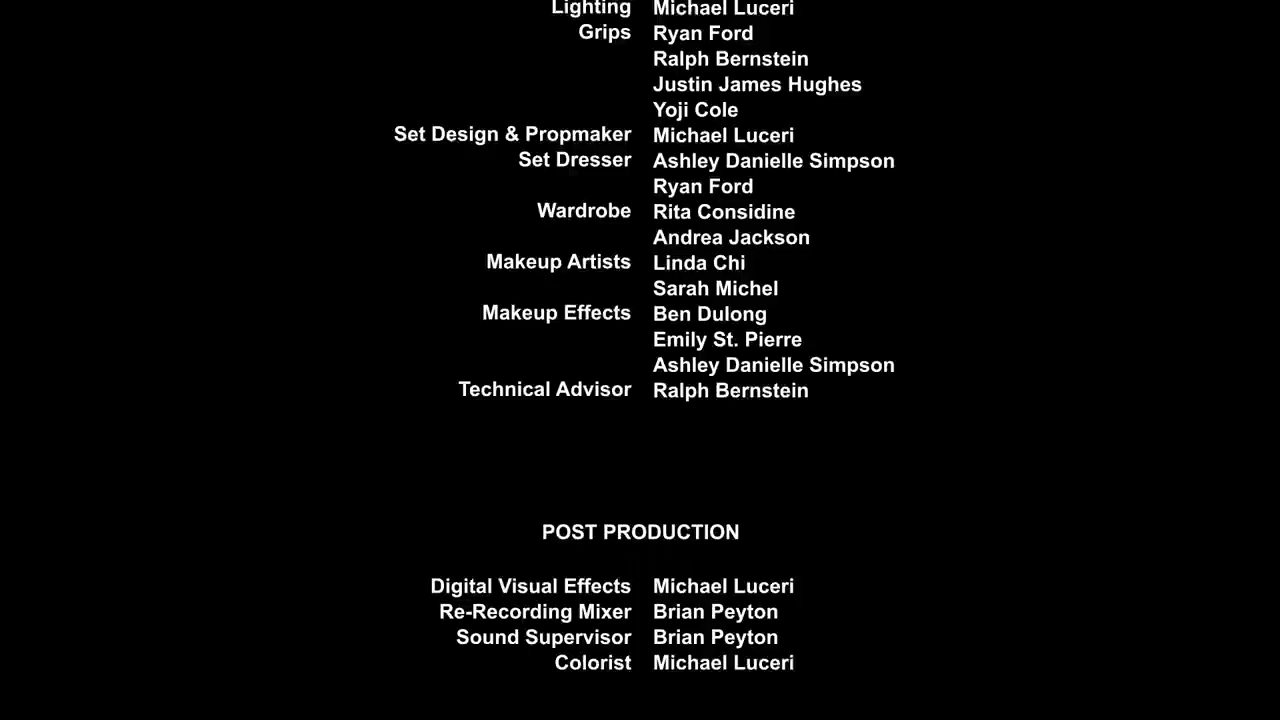 Lighting Michael Luceri
Grips Ryan Ford
Ralph Bernstein
Justin James Hughes
Yoji Cole
Set Design & Propmaker Michael Luceri
Set Dresser Ashley Danielle Simpson
Ryan Ford
Wardrobe Rita Considine
Andrea Jackson
Makeup Artists Linda Chi
Sarah Michel
Makeup Effects Ben Dulong
Emily St. Pierre
Ashley Danielle Simpson
Technical Advisor Ralph Bernstein
POST PRODUCTION
Digital Visual Effects Michael Luceri
Re-Recording Mixer Brian Peyton
Sound Supervisor Brian Peyton
Colorist Michael Luceri